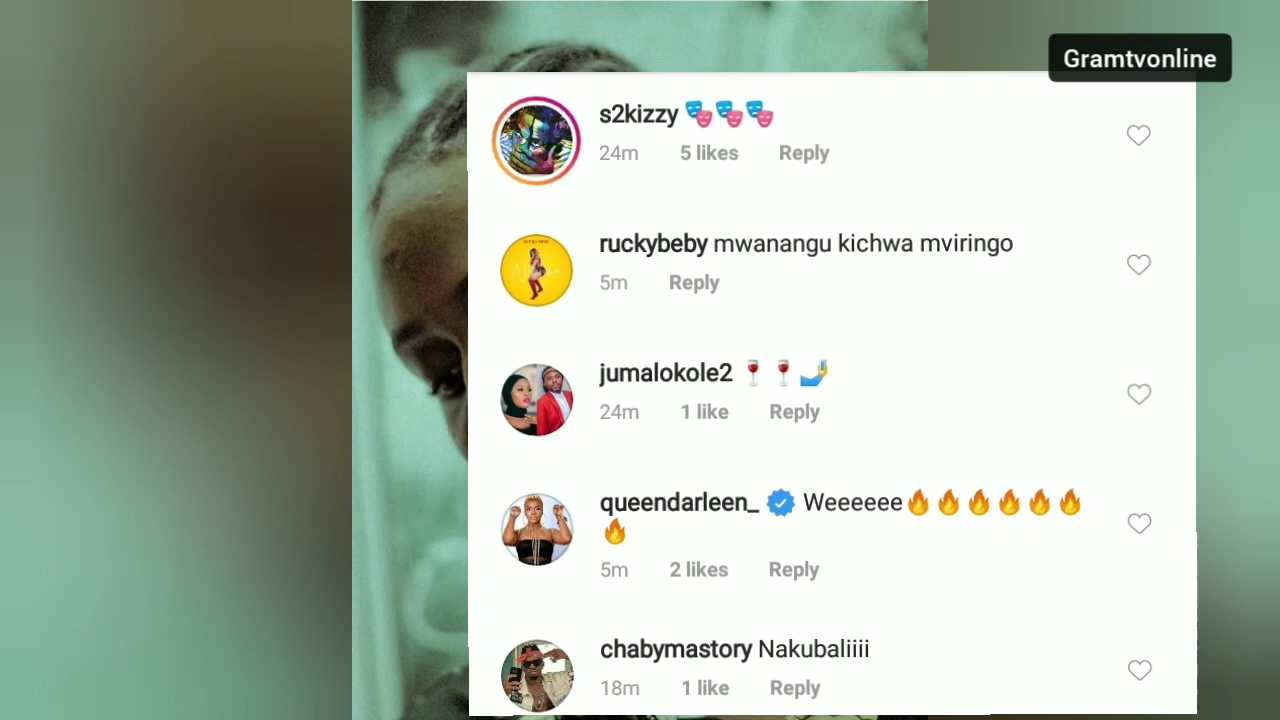 Gramtvonline
s2kizzy 🎭🎭🎭
24m 5 likes Reply
ruckybeby mwanangu kichwa mviringo
5m Reply
jumalokole2 🍷🍷🤳
24m 1 like Reply
queendarleen_ Weeeeee🔥🔥🔥🔥🔥🔥
🔥
5m 2 likes Reply
chabymastory Nakubaliiii
18m 1 like Reply